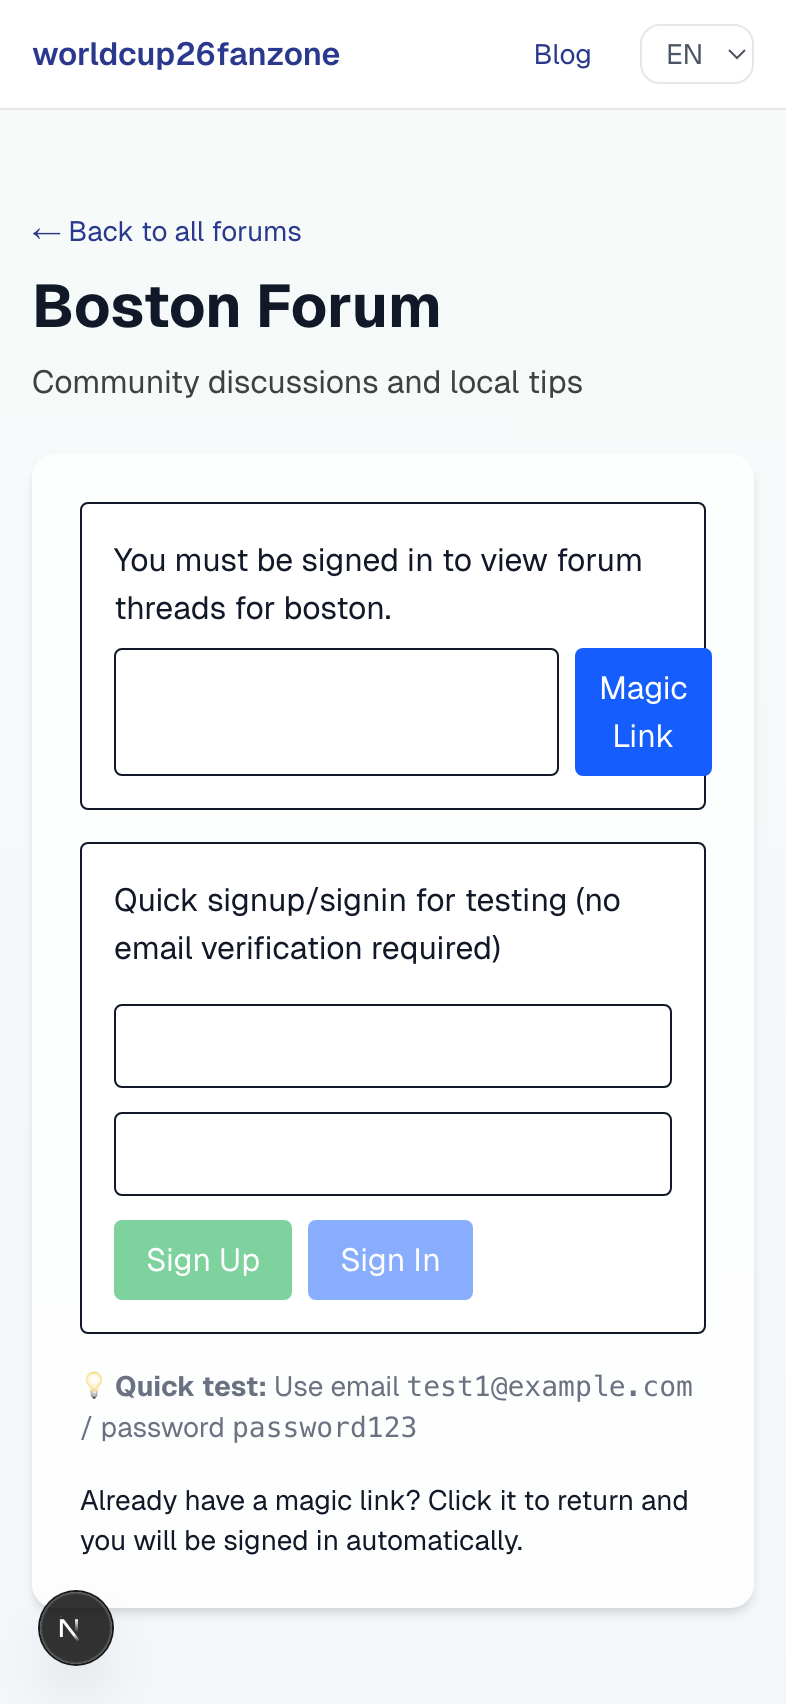 worldcup26fanzone
Blog
EN
← Back to all forums
Boston Forum
Community discussions and local tips
You must be signed in to view forum
threads for boston.
Magic
Link
Quick signup/signin for testing (no
email verification required)
Sign Up
Sign In
💡 Quick test: Use email test1@example.com
/ password password123
Already have a magic link? Click it to return and
you will be signed in automatically.
N